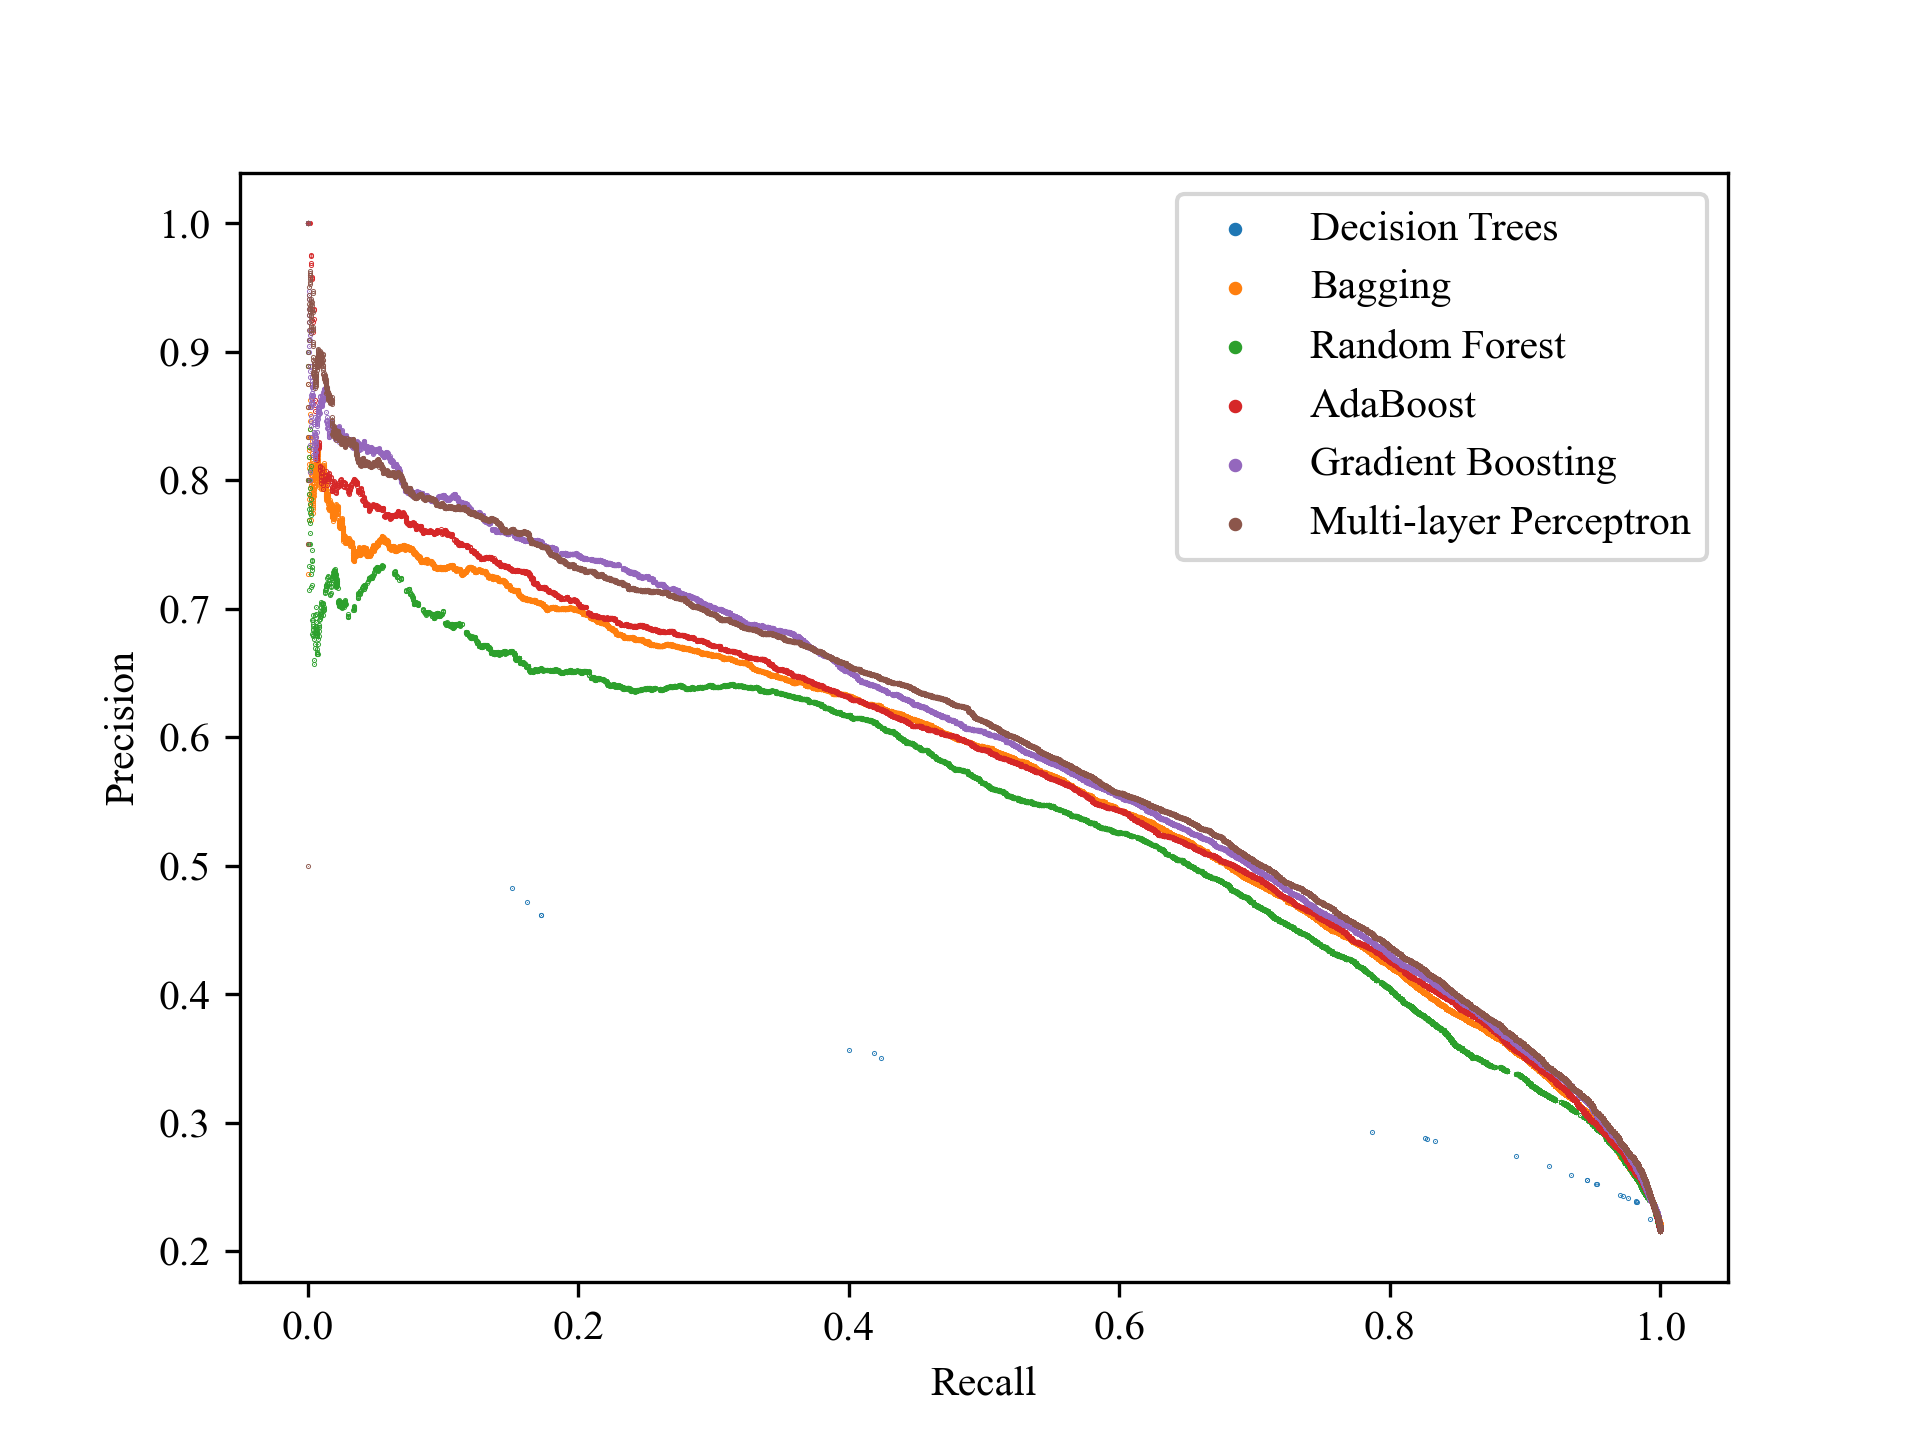 Decision Trees
Bagging
Random Forest
AdaBoost
Gradient Boosting
Multi-layer Perceptron
1.0
0.9
0.8
0.7
0.6
0.5
0.4
0.3
0.2
Precision
0.0 0.2 0.4 0.6 0.8 1.0
Recall